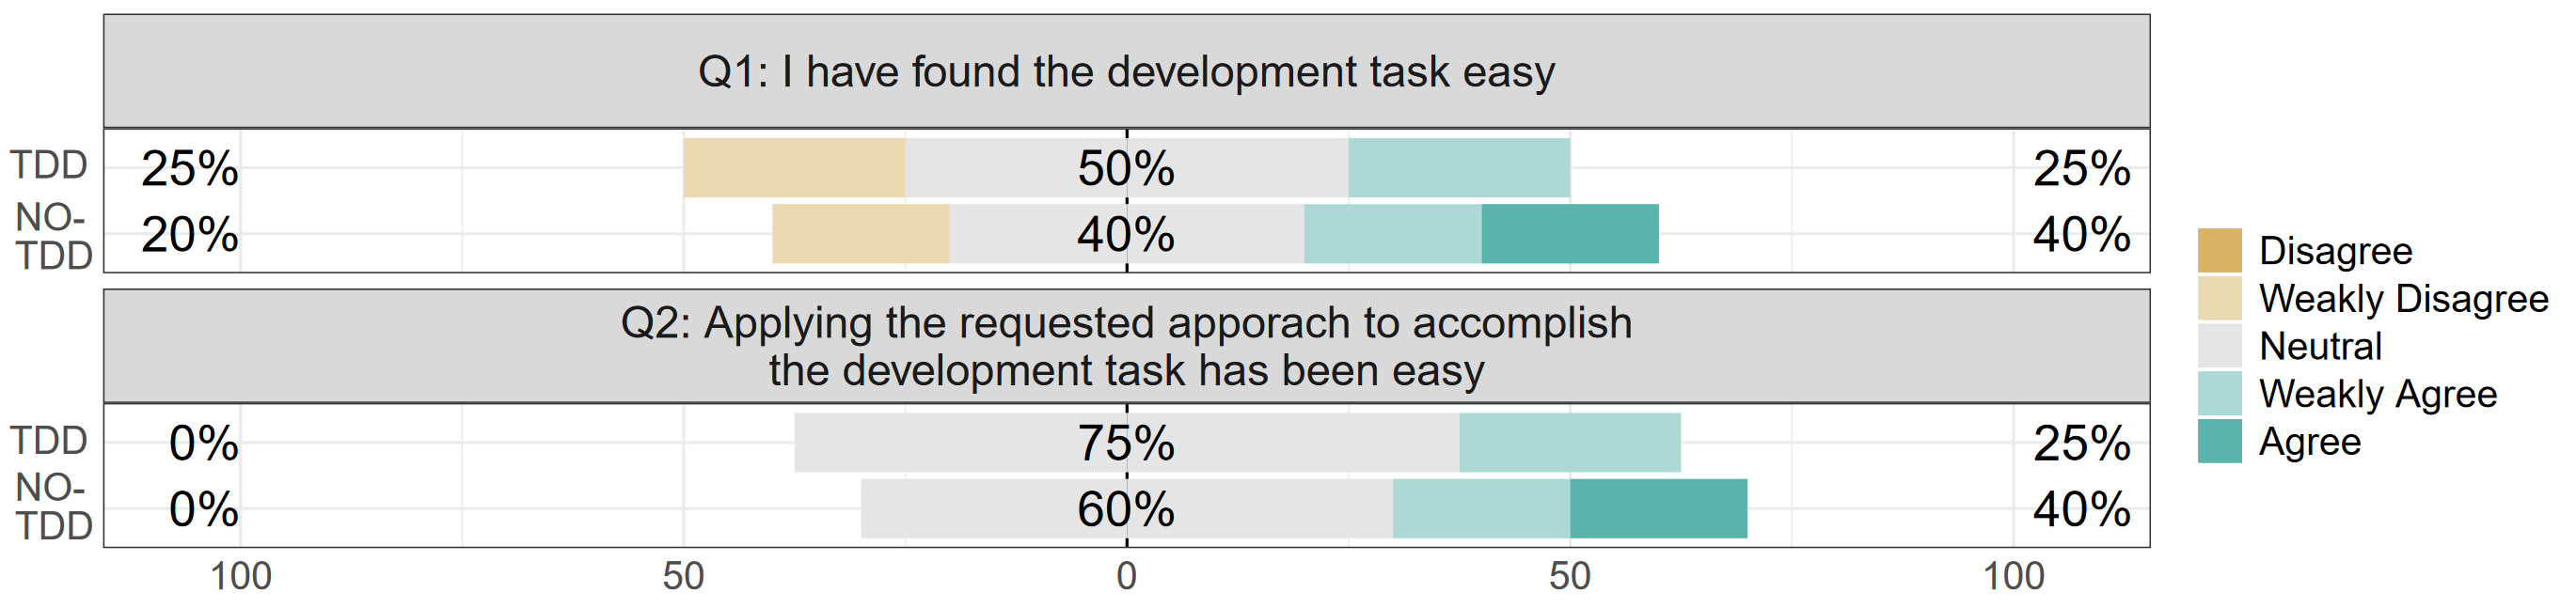 Q1: I have found the development task easy
TDD 25% 50% 25%
NO-
TDD 20% 40% 40%
Q2: Applying the requested apporach to accomplish
the development task has been easy
TDD 0% 75% 25%
NO-
TDD 0% 60% 40%
100 50 0 50 100
Disagree
Weakly Disagree
Neutral
Weakly Agree
Agree